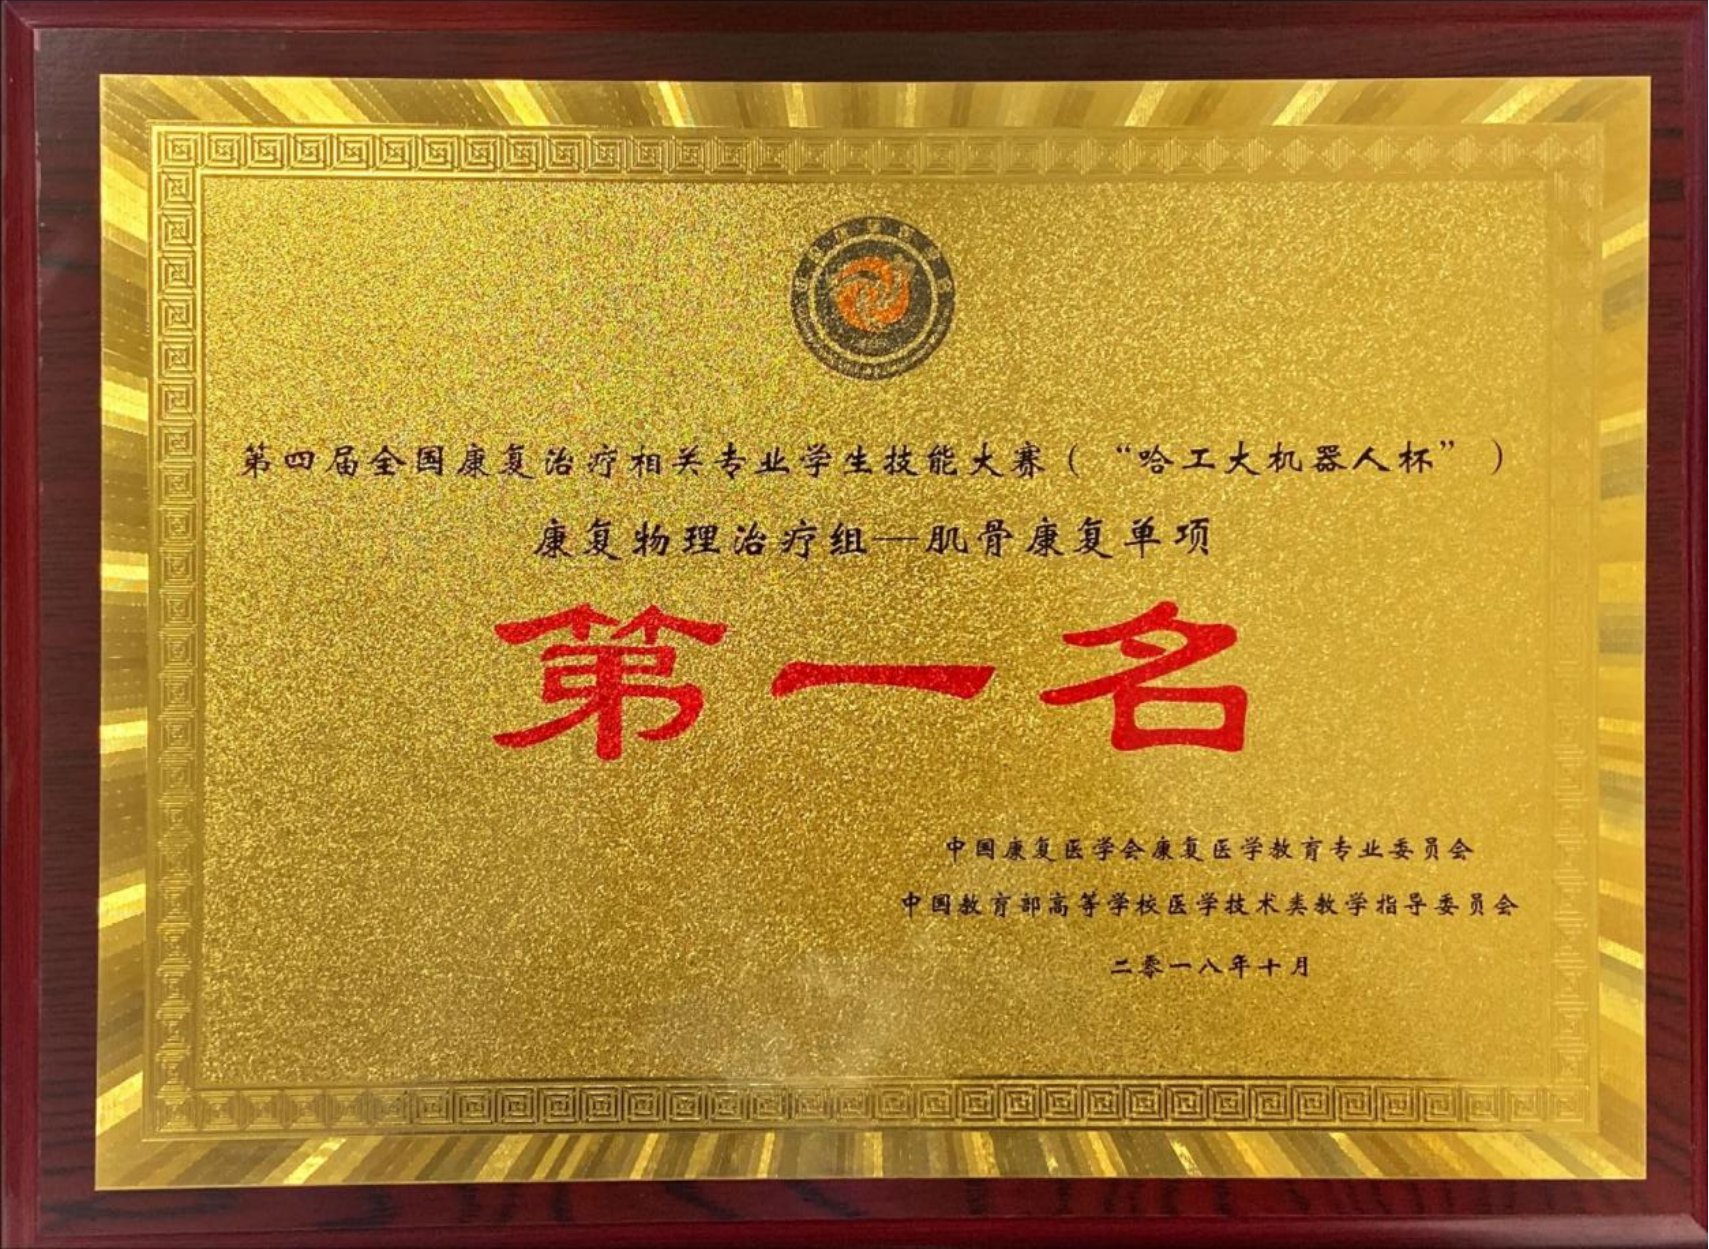 第四届全国康复治疗相关专业学生技能大赛（“哈工大机器人杯”）
康复物理治疗组—肌骨康复单项
第一名
中国康复医学会康复医学教育专业委员会
中国教育部高等学校医学技术类教学指导委员会
二零一八年十月